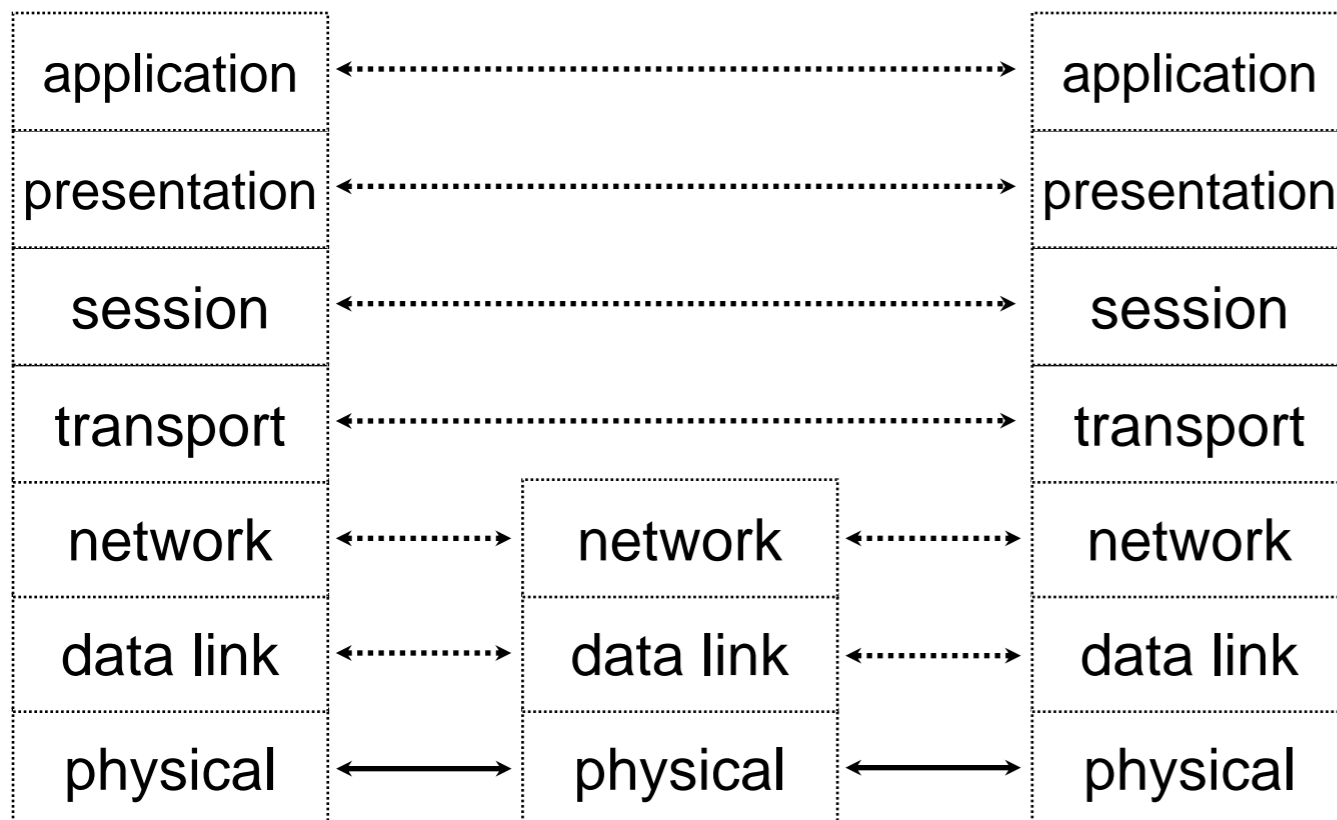 application application
presentation presentation
session session
transport transport
network network network
data link data link data link
physical physical physical